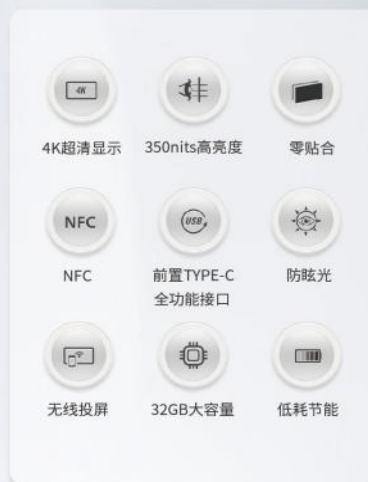 4K
4K超清显示
350nits高亮度
零贴合
NFC
USB
NFC
前置TYPE-C
全功能接口
防眩光
无线投屏
32GB大容量
低耗节能